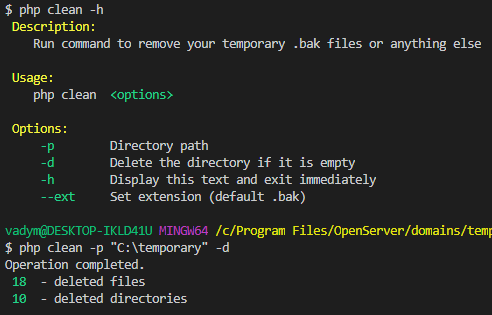 $ php clean -h
Description:
Run command to remove your temporary .bak files or anything else
Usage:
php clean <options>
Options:
-p Directory path
-d Delete the directory if it is empty
-h Display this text and exit immediately
--ext Set extension (default .bak)
vadym@DESKTOP-IKLD41U MINGW64 /c/Program Files/OpenServer/domains/temp
$ php clean -p "C:\temporary" -d
Operation completed.
18 - deleted files
10 - deleted directories